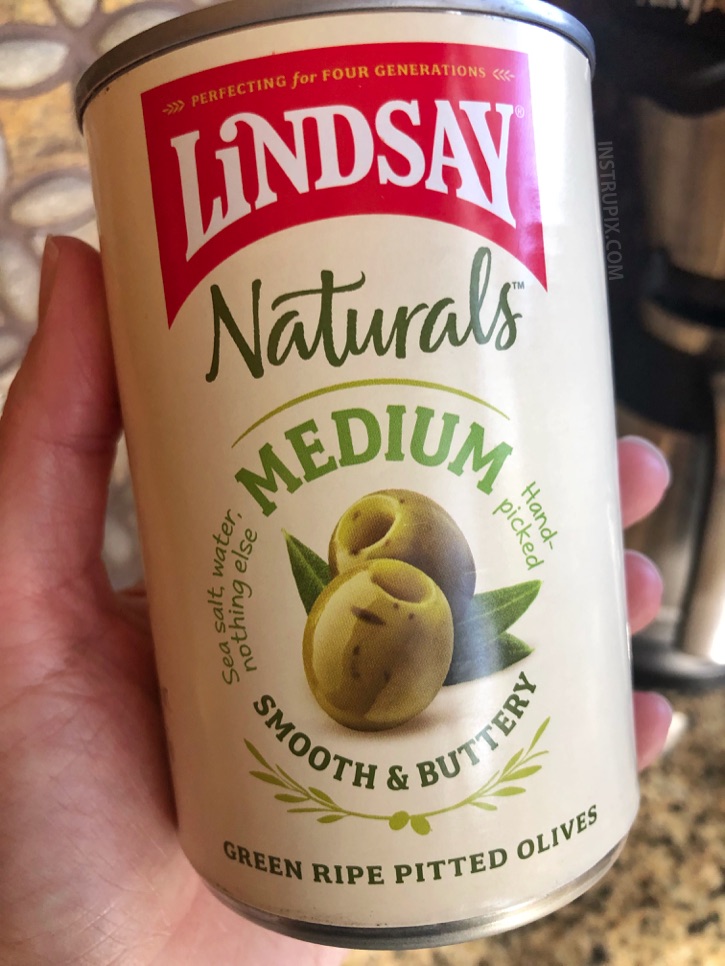 PERFECTING for FOUR GENERATIONS
LiNDSAY®
Naturals™
MEDIUM
Hand-
picked
Sea salt, water,
nothing else
SMOOTH & BUTTERY
GREEN RIPE PITTED OLIVES
INSTRUPIX.COM